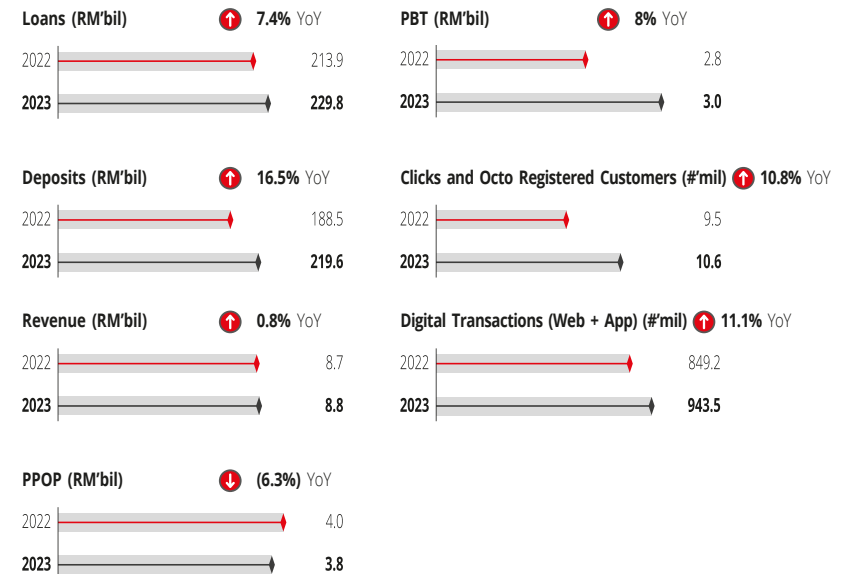 Loans (RM'bil) 7.4% YoY
2022 213.9
2023 229.8
PBT (RM'bil) 8% YoY
2022 2.8
2023 3.0
Deposits (RM'bil) 16.5% YoY
2022 188.5
2023 219.6
Clicks and Octo Registered Customers (#'mil) 10.8% YoY
2022 9.5
2023 10.6
Revenue (RM'bil) 0.8% YoY
2022 8.7
2023 8.8
Digital Transactions (Web + App) (#'mil) 11.1% YoY
2022 849.2
2023 943.5
PPOP (RM'bil) (6.3%) YoY
2022 4.0
2023 3.8